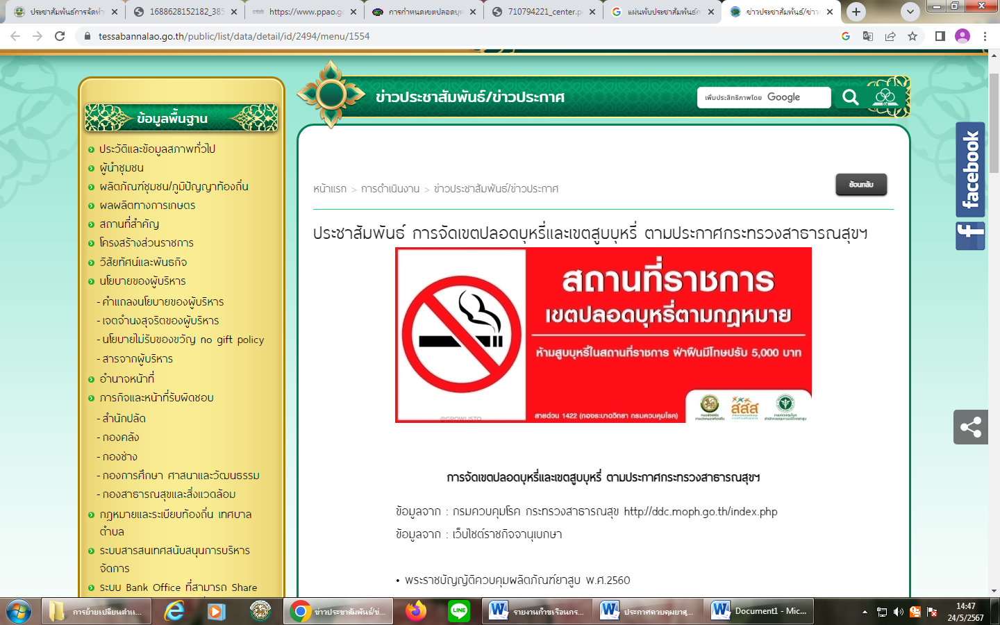 ประชาสัมพันธ์การจัดทำ
1688628152182_385
https://www.ppao.go
การกำหนดเขตปลอดบุห
710794221_center.p
แผ่นพับประชาสัมพันธ์ก
ข่าวประชาสัมพันธ์/ข่าว
tessabannalao.go.th/public/list/data/detail/id/2494/menu/1554
ข่าวประชาสัมพันธ์/ข่าวประกาศ
เพิ่มประสิทธิภาพโดย Google
ข้อมูลพื้นฐาน
ประวัติและข้อมูลสภาพทั่วไป
ผู้นำชุมชน
ผลิตภัณฑ์ชุมชน/ภูมิปัญญาท้องถิ่น
ผลผลิตทางการเกษตร
สถานที่สำคัญ
โครงสร้างส่วนราชการ
วิสัยทัศน์และพันธกิจ
นโยบายของผู้บริหาร
- คำแถลงนโยบายของผู้บริหาร
- เจตจำนงสุจริตของผู้บริหาร
- นโยบายไม่รับของขวัญ no gift policy
- สารจากผู้บริหาร
อำนาจหน้าที่
ภารกิจและหน้าที่รับผิดชอบ
- สำนักปลัด
- กองคลัง
- กองช่าง
- กองการศึกษา ศาสนาและวัฒนธรรม
- กองสาธารณสุขและสิ่งแวดล้อม
กฎหมายและระเบียบท้องถิ่น เทศบาล
ตำบล
ระบบสารสนเทศสนับสนุนการบริหาร
จัดการ
ระบบ Bank Office ที่สามารถ Share
หน้าแรก > การดำเนินงาน > ข่าวประชาสัมพันธ์/ข่าวประกาศ
ย้อนกลับ
ประชาสัมพันธ์ การจัดเขตปลอดบุหรี่และเขตสูบบุหรี่ ตามประกาศกระทรวงสาธารณสุขฯ
สถานที่ราชการ
เขตปลอดบุหรี่ตามกฎหมาย
ห้ามสูบบุหรี่ในสถานที่ราชการ ฝ่าฝืนมีโทษปรับ 5,000 บาท
@GROWLISTO
สายด่วน 1422 (กองระบาดวิทยา กรมควบคุมโรค)
สสส
การจัดเขตปลอดบุหรี่และเขตสูบบุหรี่ ตามประกาศกระทรวงสาธารณสุขฯ
ข้อมูลจาก : กรมควบคุมโรค กระทรวงสาธารณสุข http://ddc.moph.go.th/index.php
ข้อมูลจาก : เว็ปไซต์ราชกิจจานุเบกษา
• พระราชบัญญัติควบคุมผลิตภัณฑ์ยาสูบ พ.ศ.2560
facebook
f
การย้ายเปลี่ยนตำแ...
ข่าวประชาสัมพันธ์/ข่...
LINE
รายงานก๊าซเรือนกร...
ประกาศควบคุมยาสู...
Document1 - Mic...
14:47
24/5/2567